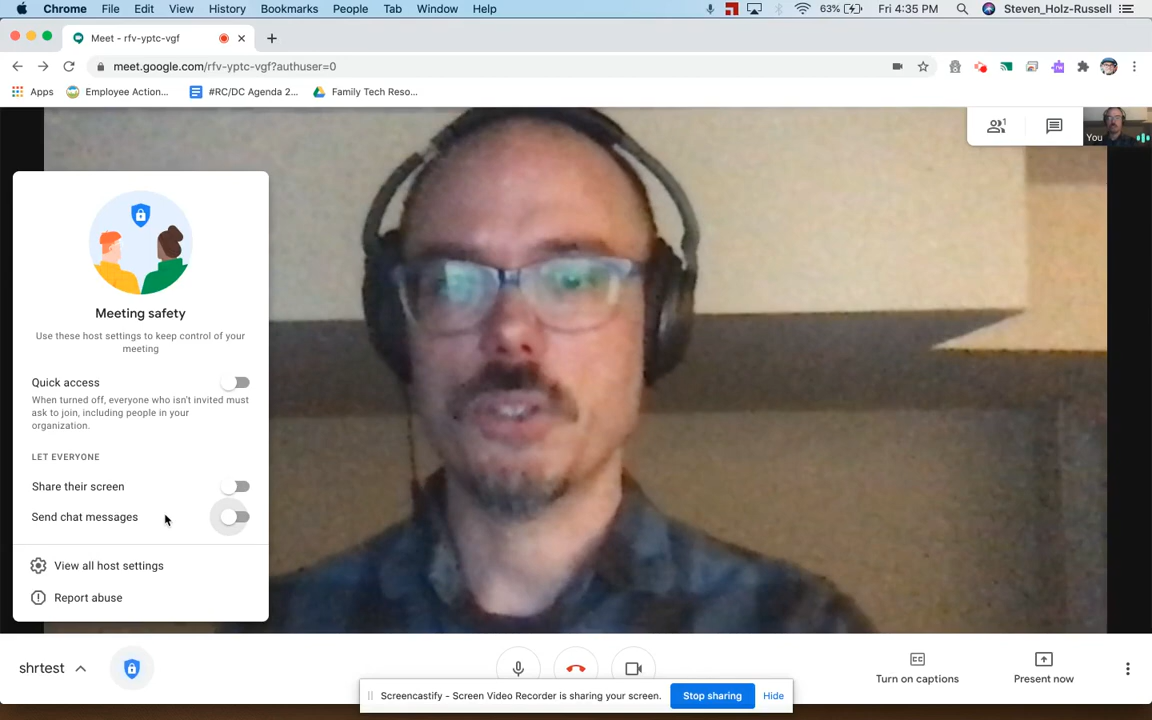 Chrome File Edit View History Bookmarks People Tab Window Help 63% Fri 4:35 PM Steven_Holz-Russell
Meet - rfv-yptc-vgf
meet.google.com/rfv-yptc-vgf?authuser=0
Apps Employee Action... #RC/DC Agenda 2... Family Tech Reso...
1
You
Meeting safety
Use these host settings to keep control of your
meeting
Quick access
When turned off, everyone who isn't invited must
ask to join, including people in your
organization.
LET EVERYONE
Share their screen
Send chat messages
View all host settings
Report abuse
shrtest
CC
Turn on captions
Present now
Screencastify - Screen Video Recorder is sharing your screen. Stop sharing Hide